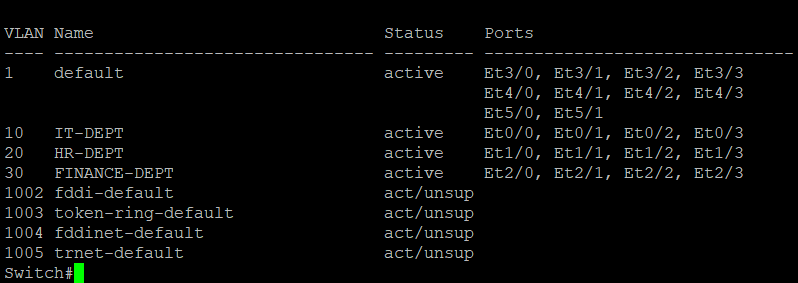 VLAN Name                             Status    Ports
---- -------------------------------- --------- -------------------------------
1    default                          active    Et3/0, Et3/1, Et3/2, Et3/3
                                                Et4/0, Et4/1, Et4/2, Et4/3
                                                Et5/0, Et5/1
10   IT-DEPT                          active    Et0/0, Et0/1, Et0/2, Et0/3
20   HR-DEPT                          active    Et1/0, Et1/1, Et1/2, Et1/3
30   FINANCE-DEPT                     active    Et2/0, Et2/1, Et2/2, Et2/3
1002 fddi-default                     act/unsup
1003 token-ring-default               act/unsup
1004 fddinet-default                  act/unsup
1005 trnet-default                    act/unsup
Switch#